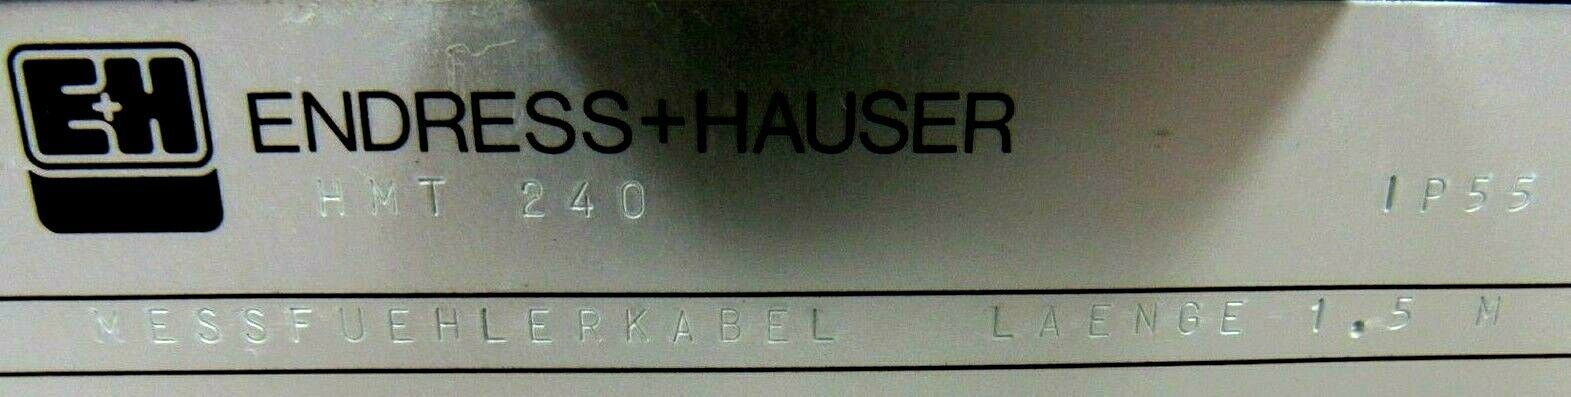 E+H ENDRESS+HAUSER
HMT 240 IP55
MESSFUEHLERKABEL LAENGE 1.5 M